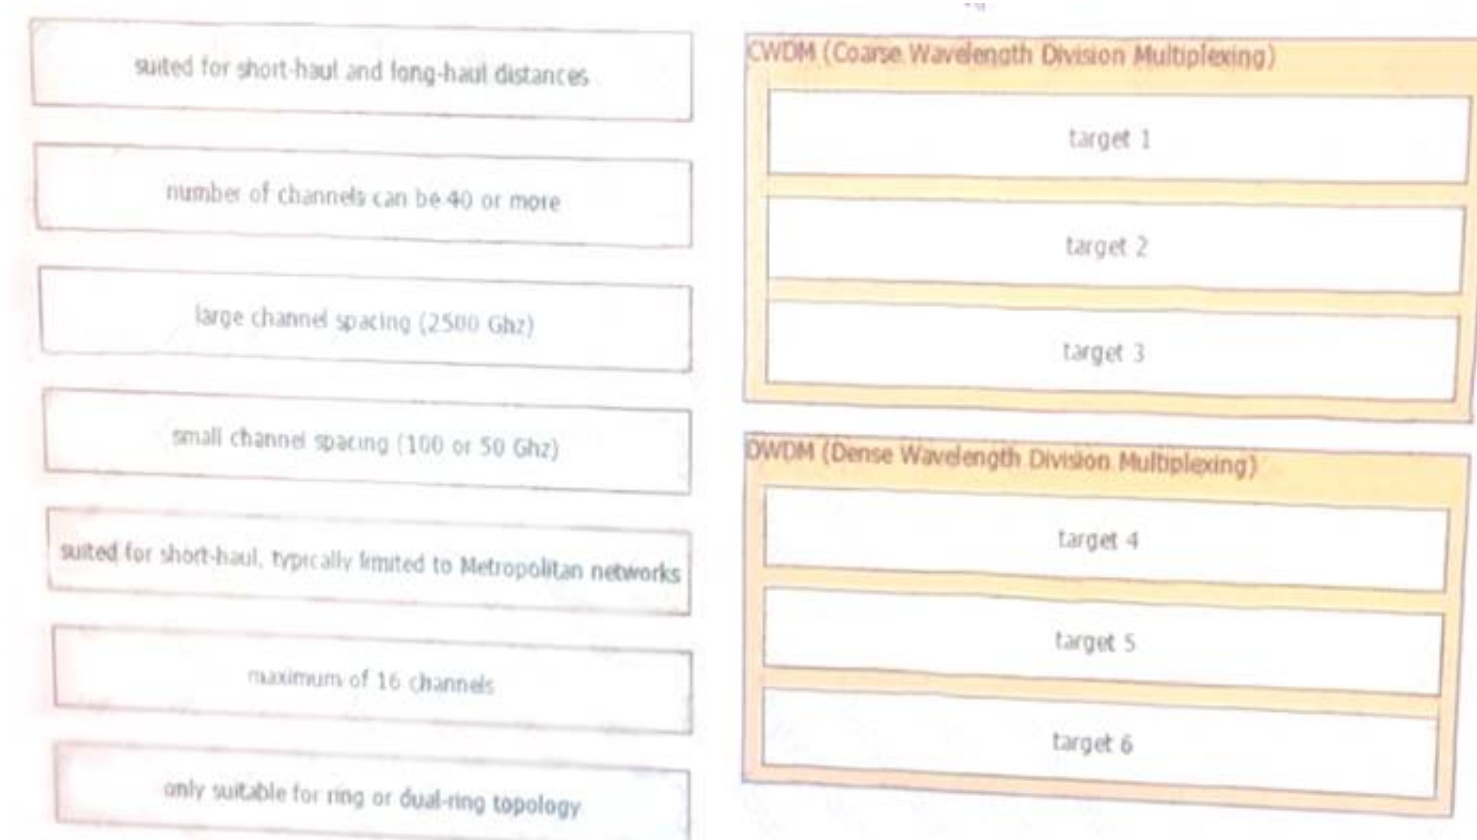 suited for short-haul and long-haul distances
number of channels can be 40 or more
large channel spacing (2500 Ghz)
small channel spacing (100 or 50 Ghz)
suited for short-haul, typically limited to Metropolitan networks
maximum of 16 channels
only suitable for ring or dual-ring topology
CWDM (Coarse Wavelength Division Multiplexing)
target 1
target 2
target 3
DWDM (Dense Wavelength Division Multiplexing)
target 4
target 5
target 6